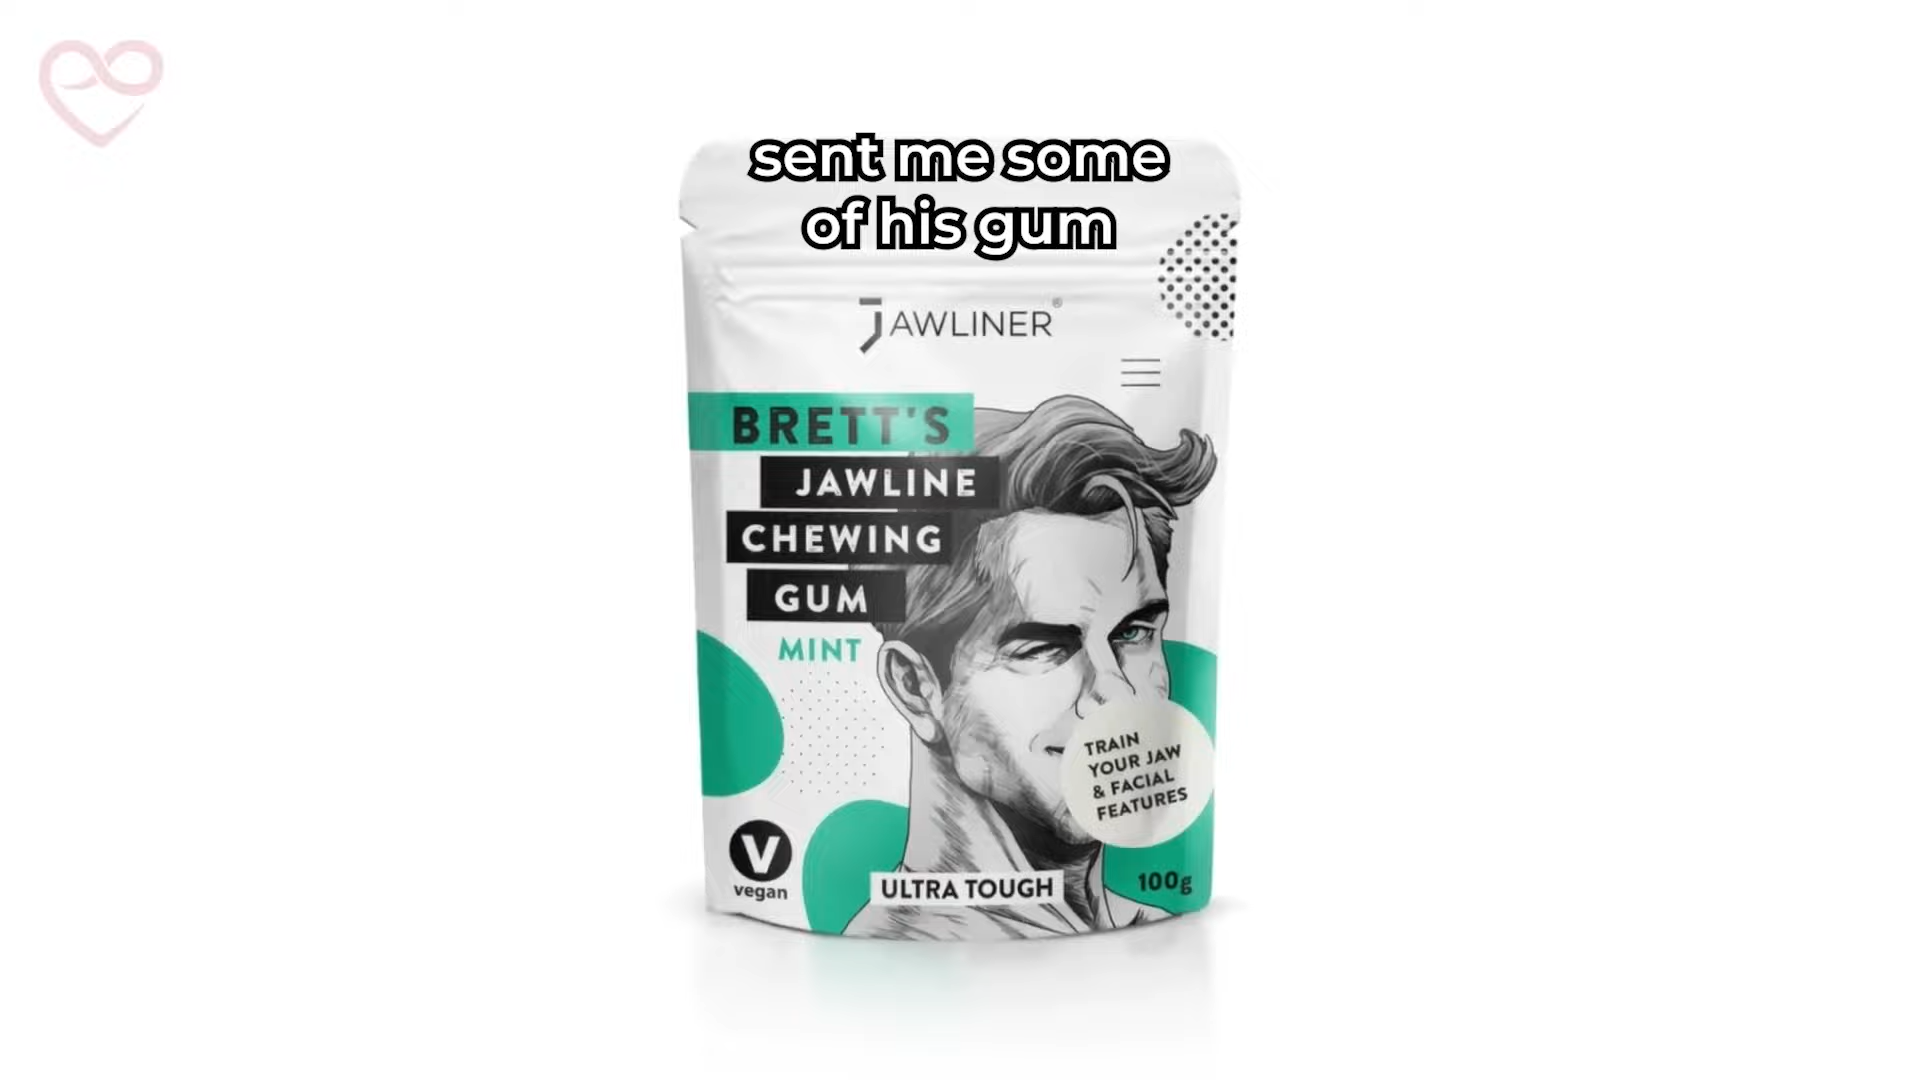 sent me some
of his gum
JAWLINER®
BRETT'S
JAWLINE
CHEWING
GUM
MINT
TRAIN
YOUR JAW
& FACIAL
FEATURES
V
vegan
ULTRA TOUGH
100g